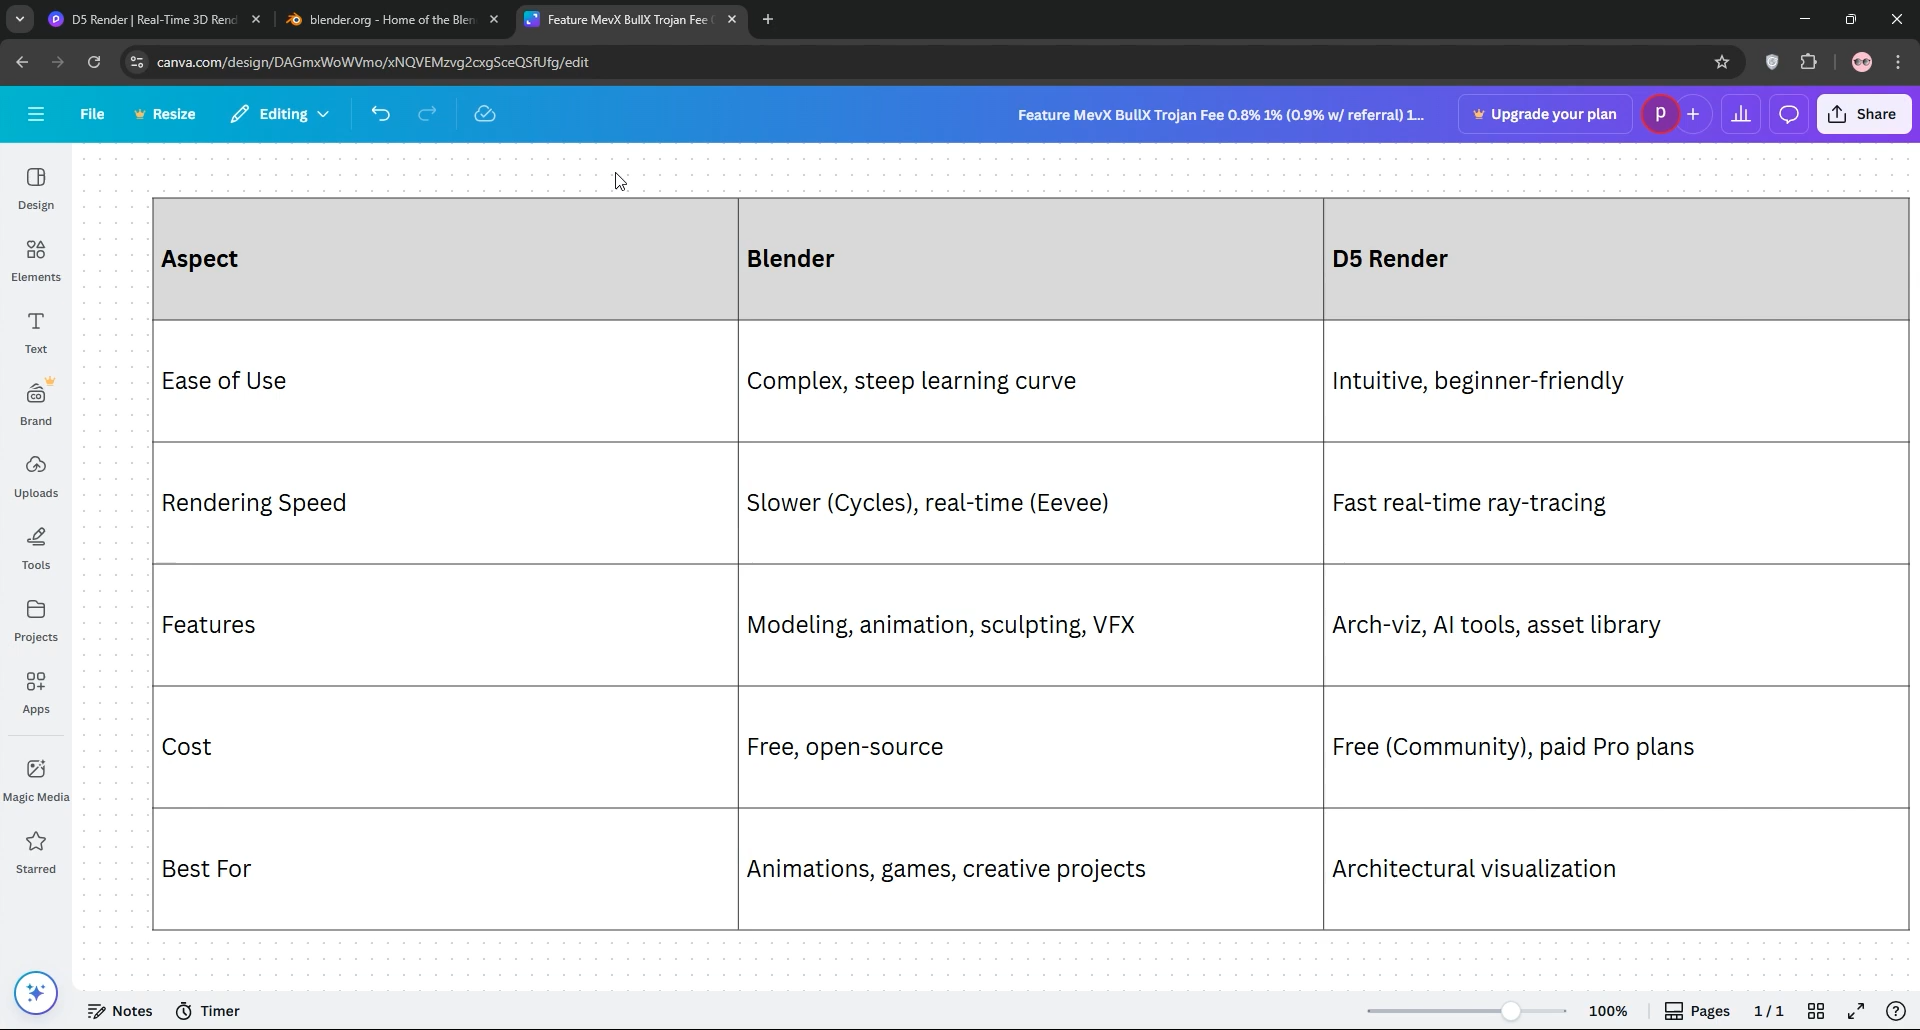 D5 Render | Real-Time 3D Rend
blender.org - Home of the Blen
Feature MevX BullX Trojan Fee
canva.com/design/DAGmxWoWVmo/xNQVEMzvg2cxgSceQSfUfg/edit
File
Resize
Editing
Feature MevX BullX Trojan Fee 0.8% 1% (0.9% w/ referral) 1...
Upgrade your plan
P
Share
Design
Elements
Text
Brand
Uploads
Tools
Projects
Apps
Magic Media
Starred
Aspect Blender D5 Render
Ease of Use Complex, steep learning curve Intuitive, beginner-friendly
Rendering Speed Slower (Cycles), real-time (Eevee) Fast real-time ray-tracing
Features Modeling, animation, sculpting, VFX Arch-viz, AI tools, asset library
Cost Free, open-source Free (Community), paid Pro plans
Best For Animations, games, creative projects Architectural visualization
Notes Timer 100% Pages 1 / 1